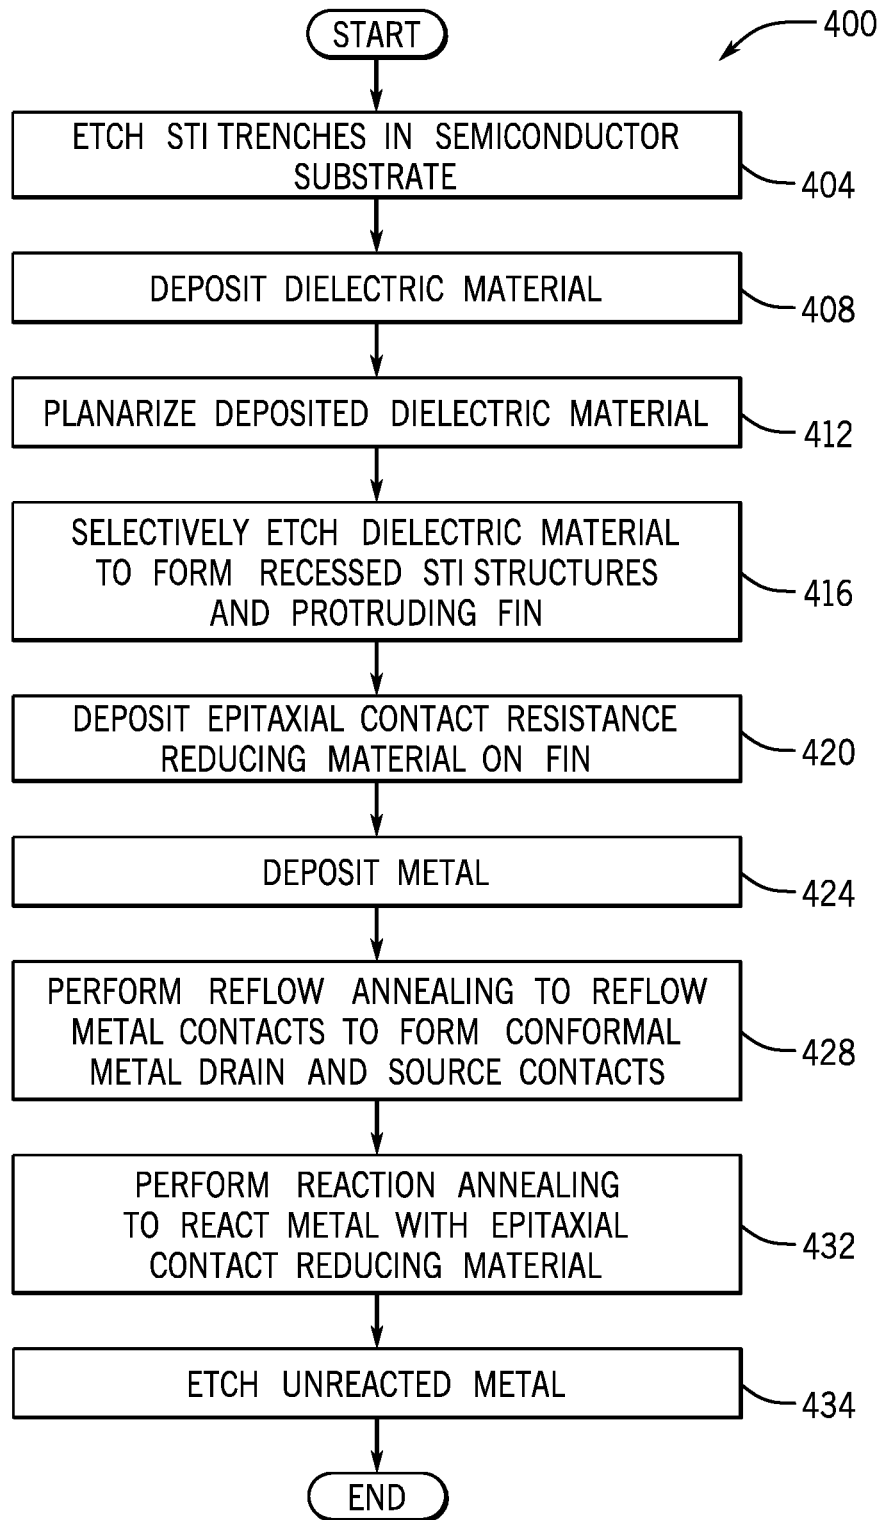 START
400
ETCH STI TRENCHES IN SEMICONDUCTOR
SUBSTRATE
404
DEPOSIT DIELECTRIC MATERIAL
408
PLANARIZE DEPOSITED DIELECTRIC MATERIAL
412
SELECTIVELY ETCH DIELECTRIC MATERIAL
TO FORM RECESSED STI STRUCTURES
AND PROTRUDING FIN
416
DEPOSIT EPITAXIAL CONTACT RESISTANCE
REDUCING MATERIAL ON FIN
420
DEPOSIT METAL
424
PERFORM REFLOW ANNEALING TO REFLOW
METAL CONTACTS TO FORM CONFORMAL
METAL DRAIN AND SOURCE CONTACTS
428
PERFORM REACTION ANNEALING
TO REACT METAL WITH EPITAXIAL
CONTACT REDUCING MATERIAL
432
ETCH UNREACTED METAL
434
END